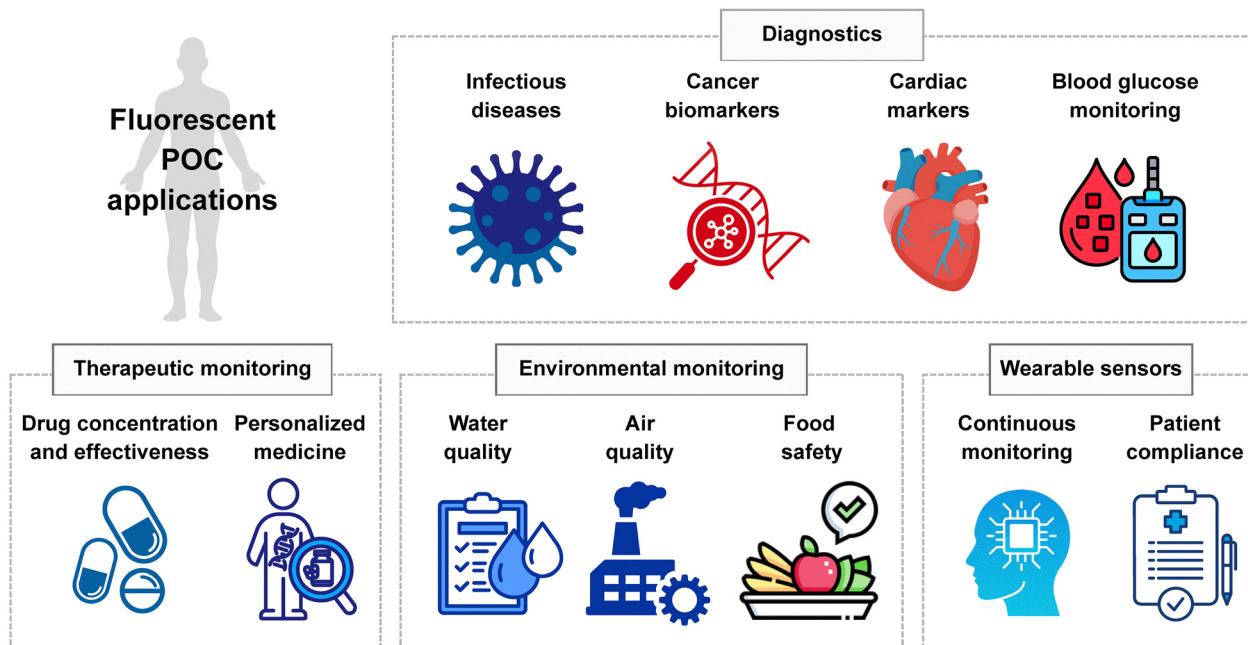 Fluorescent
POC
applications
Diagnostics
Infectious
diseases
Cancer
biomarkers
Cardiac
markers
Blood glucose
monitoring
Therapeutic monitoring
Drug concentration
and effectiveness
Personalized
medicine
Environmental monitoring
Water
quality
Air
quality
Food
safety
Wearable sensors
Continuous
monitoring
Patient
compliance